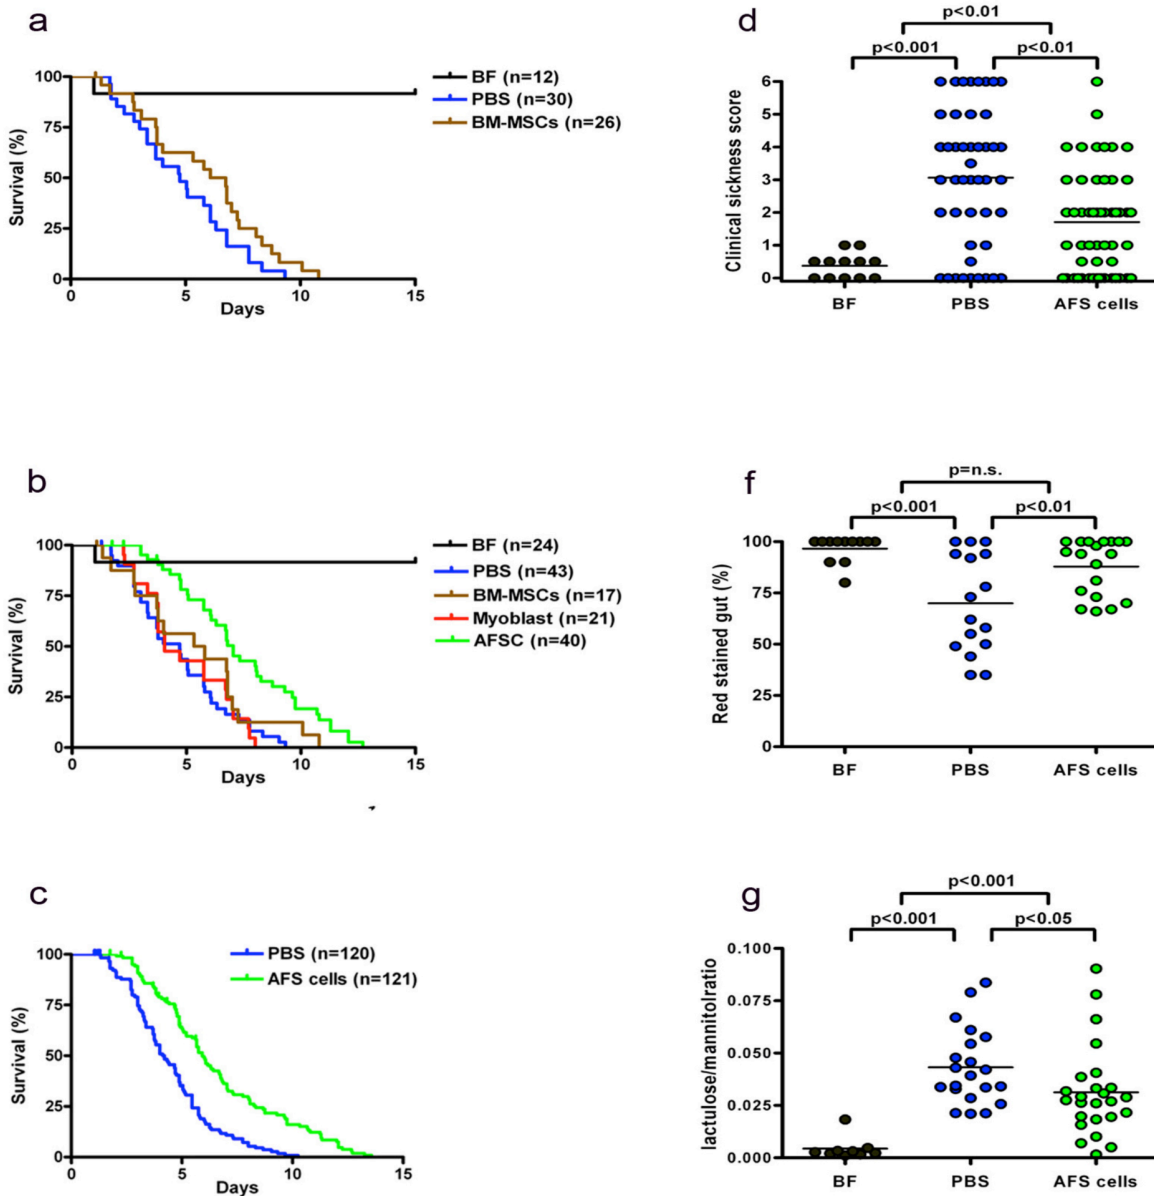 a
Survival (%)
100
75
50
25
0
0 5 10 15
Days
BF (n=12)
PBS (n=30)
BM-MSCs (n=26)
b
Survival (%)
100
75
50
25
0
0 5 10 15
Days
BF (n=24)
PBS (n=43)
BM-MSCs (n=17)
Myoblast (n=21)
AFSC (n=40)
c
Survival (%)
100
75
50
25
0
0 5 10 15
Days
PBS (n=120)
AFS cells (n=121)
d
p<0.01
p<0.001 p<0.01
Clinical sickness score
6
5
4
3
2
1
0
BF PBS AFS cells
f
p=n.s.
p<0.001 p<0.01
Red stained gut (%)
100
75
50
25
0
BF PBS AFS cells
g
p<0.001
p<0.001 p<0.05
lactulose/mannitolratio
0.100
0.075
0.050
0.025
0.000
BF PBS AFS cells